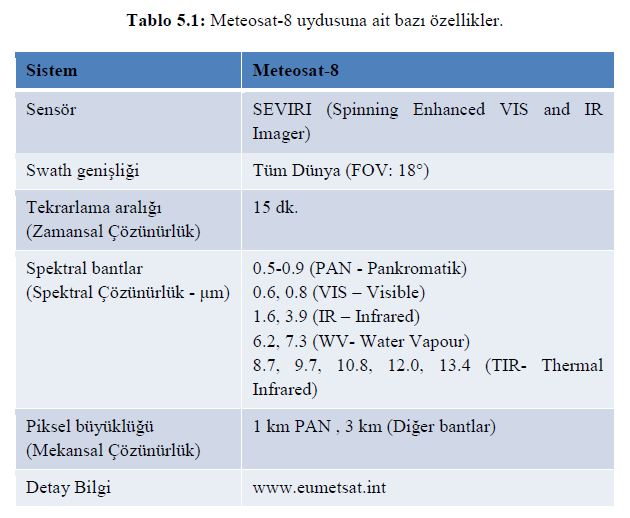 Tablo 5.1: Meteosat-8 uydusuna ait bazı özellikler.
Sistem
Meteosat-8
Sensör
SEVIRI (Spinning Enhanced VIS and IR
Imager)
Swath genişliği
Tüm Dünya (FOV: 18°)
Tekrarlama aralığı
(Zamansal Çözünürlük)
15 dk.
Spektral bantlar
(Spektral Çözünürlük - µm)
0.5-0.9 (PAN - Pankromatik)
0.6, 0.8 (VIS – Visible)
1.6, 3.9 (IR – Infrared)
6.2, 7.3 (WV- Water Vapour)
8.7, 9.7, 10.8, 12.0, 13.4 (TIR- Thermal
Infrared)
Piksel büyüklüğü
(Mekansal Çözünürlük)
1 km PAN , 3 km (Diğer bantlar)
Detay Bilgi
www.eumetsat.int